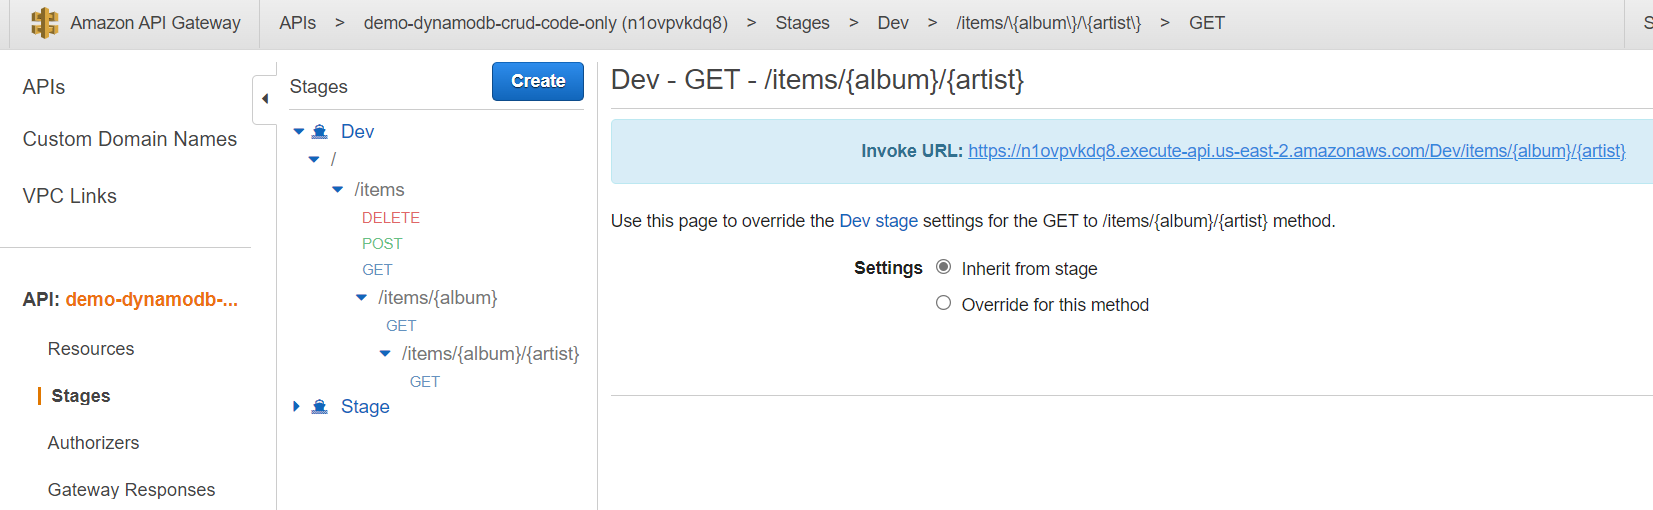 Amazon API Gateway
APIs > demo-dynamodb-crud-code-only (n1ovpvkdq8) > Stages > Dev > /items/\{album\}/\{artist\} > GET
S
APIs
Custom Domain Names
VPC Links
API: demo-dynamodb-...
Resources
Stages
Authorizers
Gateway Responses
Stages
Create
Dev
/
/items
DELETE
POST
GET
/items/{album}
GET
/items/{album}/{artist}
GET
Stage
Dev - GET - /items/{album}/{artist}
Invoke URL: https://n1ovpvkdq8.execute-api.us-east-2.amazonaws.com/Dev/items/{album}/{artist}
Use this page to override the Dev stage settings for the GET to /items/{album}/{artist} method.
Settings Inherit from stage
Override for this method